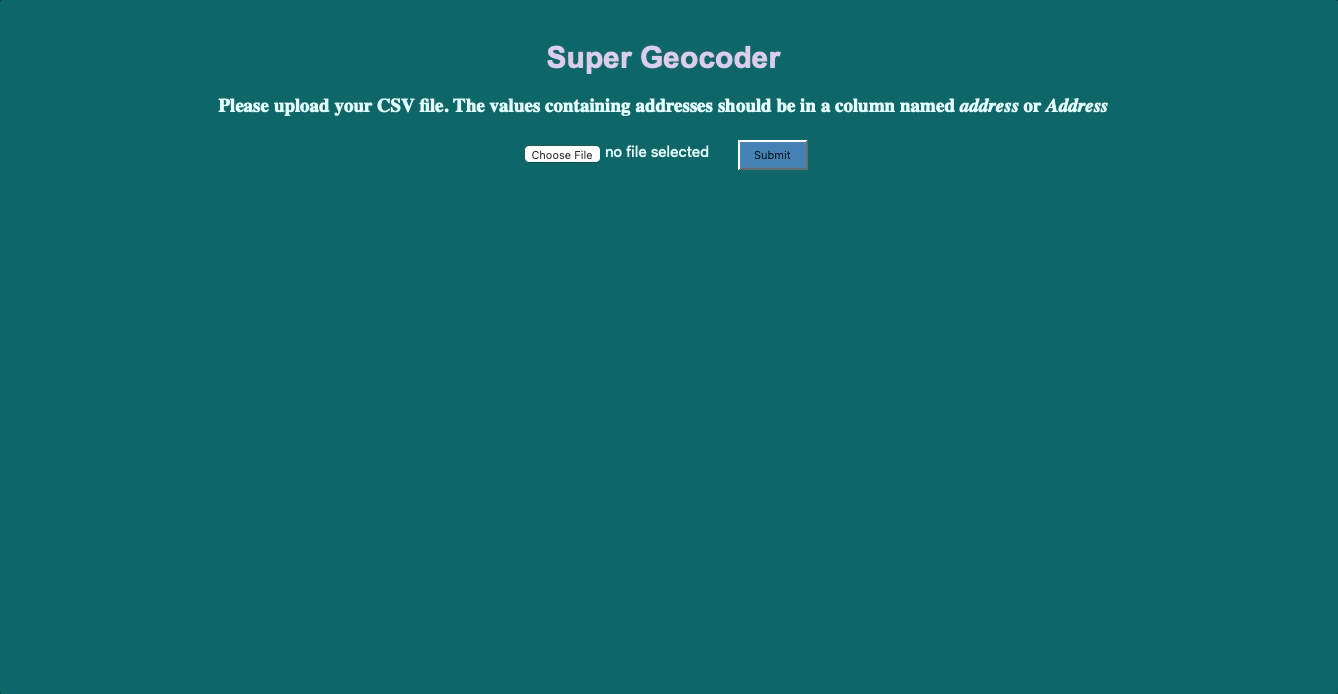 Super Geocoder
Please upload your CSV file. The values containing addresses should be in a column named address or Address
Choose File no file selected Submit